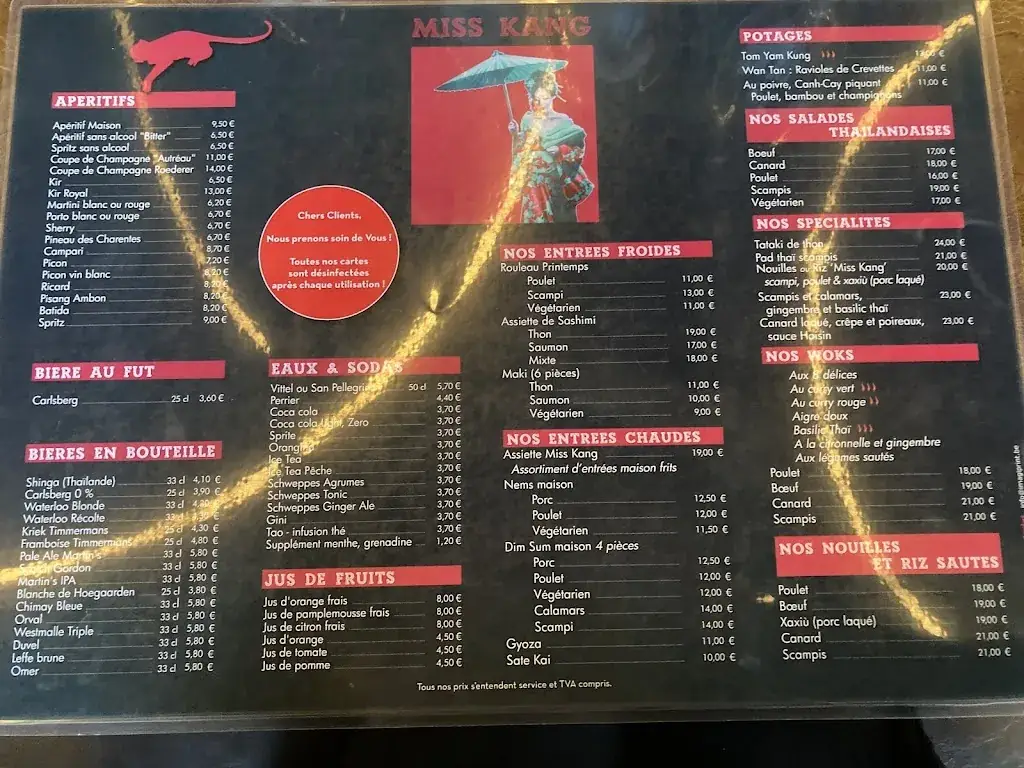 MISS KANG
APERITIFS
Apéritif Maison 9,50 €
Apéritif sans alcool "Bitter" 6,50 €
Spritz sans alcool 6,50 €
Coupe de Champagne "Autréau" 11,00 €
Coupe de Champagne Roederer 14,00 €
Kir 6,50 €
Kir Royal 13,00 €
Martini blanc ou rouge 6,20 €
Porto blanc ou rouge 6,70 €
Sherry 6,70 €
Pineau des Charentes 6,70 €
Campari 8,70 €
Picon 7,20 €
Picon vin blanc 8,20 €
Ricard 8,20 €
Pisang Ambon 8,20 €
Batida 8,20 €
Spritz 9,00 €
BIERE AU FUT
Carlsberg 25 cl 3,60 €
BIERES EN BOUTEILLE
Shinga (Thaïlande) 33 cl 4,10 €
Carlsberg 0 % 25 cl 3,90 €
Waterloo Blonde 33 cl €
Waterloo Récolte 33 cl €
Kriek Timmermans 25 cl 4,30 €
Framboise Timmermans 25 cl 4,80 €
Pale Ale Martin's 33 cl 5,80 €
Gordon 33 cl 5,80 €
Martin's IPA 33 cl 5,80 €
Blanche de Hoegaarden 25 cl 3,80 €
Chimay Bleue 33 cl 5,80 €
Orval 33 cl 5,80 €
Westmalle Triple 33 cl 5,80 €
Duvel 33 cl 5,80 €
Leffe brune 33 cl 5,80 €
Omer 33 cl 5,80 €
Chers Clients,
Nous prenons soin de Vous !
Toutes nos cartes
sont désinfectées
après chaque utilisation !
EAUX & SODAS
Vittel ou San Pellegrino 50 cl 5,70 €
Perrier 4,40 €
Coca cola 3,70 €
Coca cola Light, Zero 3,70 €
Sprite 3,70 €
Orangina 3,70 €
Ice Tea 3,70 €
Ice Tea Pêche 3,70 €
Schweppes Agrumes 3,70 €
Schweppes Tonic 3,70 €
Schweppes Ginger Ale 3,70 €
Gini 3,70 €
Tao - infusion thé 3,70 €
Supplément menthe, grenadine 1,20 €
JUS DE FRUITS
Jus d'orange frais 8,00 €
Jus de pamplemousse frais 8,00 €
Jus de citron frais 8,00 €
Jus d'orange 4,50 €
Jus de tomate 4,50 €
Jus de pomme 4,50 €
NOS ENTREES FROIDES
Rouleau Printemps
Poulet 11,00 €
Scampi 13,00 €
Végétarien 11,00 €
Assiette de Sashimi
Thon 19,00 €
Saumon 17,00 €
Mixte 18,00 €
Maki (6 pièces)
Thon 11,00 €
Saumon 10,00 €
Végétarien 9,00 €
NOS ENTREES CHAUDES
Assiette Miss Kang 19,00 €
Assortiment d'entrées maison frits
Nems maison
Porc 12,50 €
Poulet 12,00 €
Végétarien 11,50 €
Dim Sum maison 4 pièces
Porc 12,50 €
Poulet 12,00 €
Végétarien 12,00 €
Calamars 14,00 €
Scampi 14,00 €
Gyoza 11,00 €
Sate Kai 10,00 €
POTAGES
Tom Yam Kung 13,00 €
Wan Tan : Ravioles de Crevettes 11,00 €
Au poivre, Canh-Cay piquant 11,00 €
Poulet, bambou et champignons
NOS SALADES
THAILANDAISES
Bœuf 17,00 €
Canard 18,00 €
Poulet 16,00 €
Scampis 19,00 €
Végétarien 17,00 €
NOS SPECIALITES
Tataki de thon 24,00 €
Pad thaï scampis 21,00 €
Nouilles ou Riz 'Miss Kang' 20,00 €
scampi, poulet & xaxiù (porc laqué)
Scampis et calamars, 23,00 €
gingembre et basilic thaï
Canard laqué, crêpe et poireaux, 23,00 €
sauce Hoisin
NOS WOKS
Aux 8 délices
Au curry vert
Au curry rouge
Aigre doux
Basilic Thaï
A la citronnelle et gingembre
Aux légumes sautés
Poulet 18,00 €
Bœuf 19,00 €
Canard 21,00 €
Scampis 21,00 €
NOS NOUILLES
ET RIZ SAUTES
Poulet 18,00 €
Bœuf 19,00 €
Xaxiù (porc laqué) 19,00 €
Canard 21,00 €
Scampis 21,00 €
Tous nos prix s'entendent service et TVA compris.